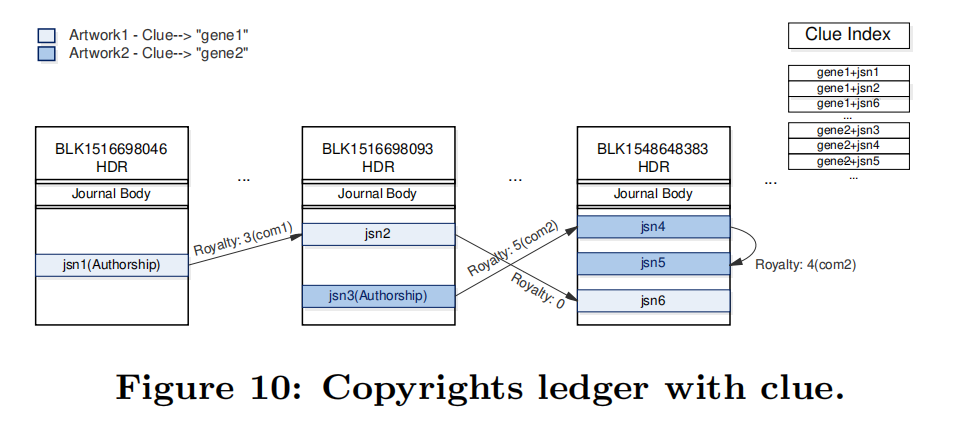 Artwork1 - Clue--> "gene1"
Artwork2 - Clue--> "gene2"
Clue Index
gene1+jsn1
gene1+jsn2
gene1+jsn6
...
gene2+jsn3
gene2+jsn4
gene2+jsn5
...
BLK1516698046
HDR
Journal Body
jsn1(Authorship)
...
Royalty: 3(com1)
BLK1516698093
HDR
Journal Body
jsn2
jsn3(Authorship)
...
Royalty: 5(com2)
Royalty: 0
BLK1548648383
HDR
Journal Body
jsn4
jsn5
jsn6
...
Royalty: 4(com2)
Figure 10: Copyrights ledger with clue.